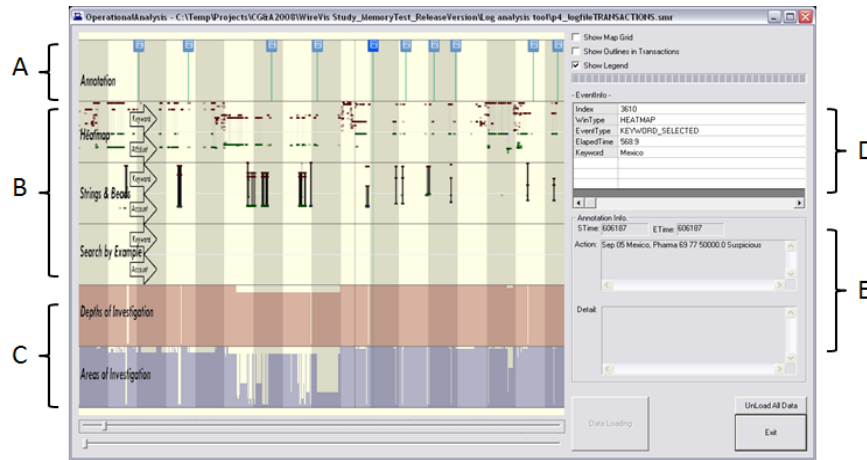 OperationalAnalysis - C:\Temp\Projects\CG&A2008\WireVis Study_MemoryTest_ReleaseVersion\Log analysis tool\p4_logfileTRANSACTIONS.smr
A
Annotation
B
Heatmap
Keyword
Account
Strings & Beads
Keyword
Account
Search by Example
Keyword
Account
C
Depths of Investigation
Areas of Investigation
Show Map Grid
Show Outlines in Transactions
Show Legend
- EventInfo -
Index 3610
WinType HEATMAP
EventType KEYWORD_SELECTED
ElapedTime 568.9
Keyword Mexico
D
Annotation Info.
STime: 606187 ETime: 606187
Action: Sep 05 Mexico, Pharma 69 77 50000.0 Suspicious
Detail:
E
Data Loading
UnLoad All Data
Exit